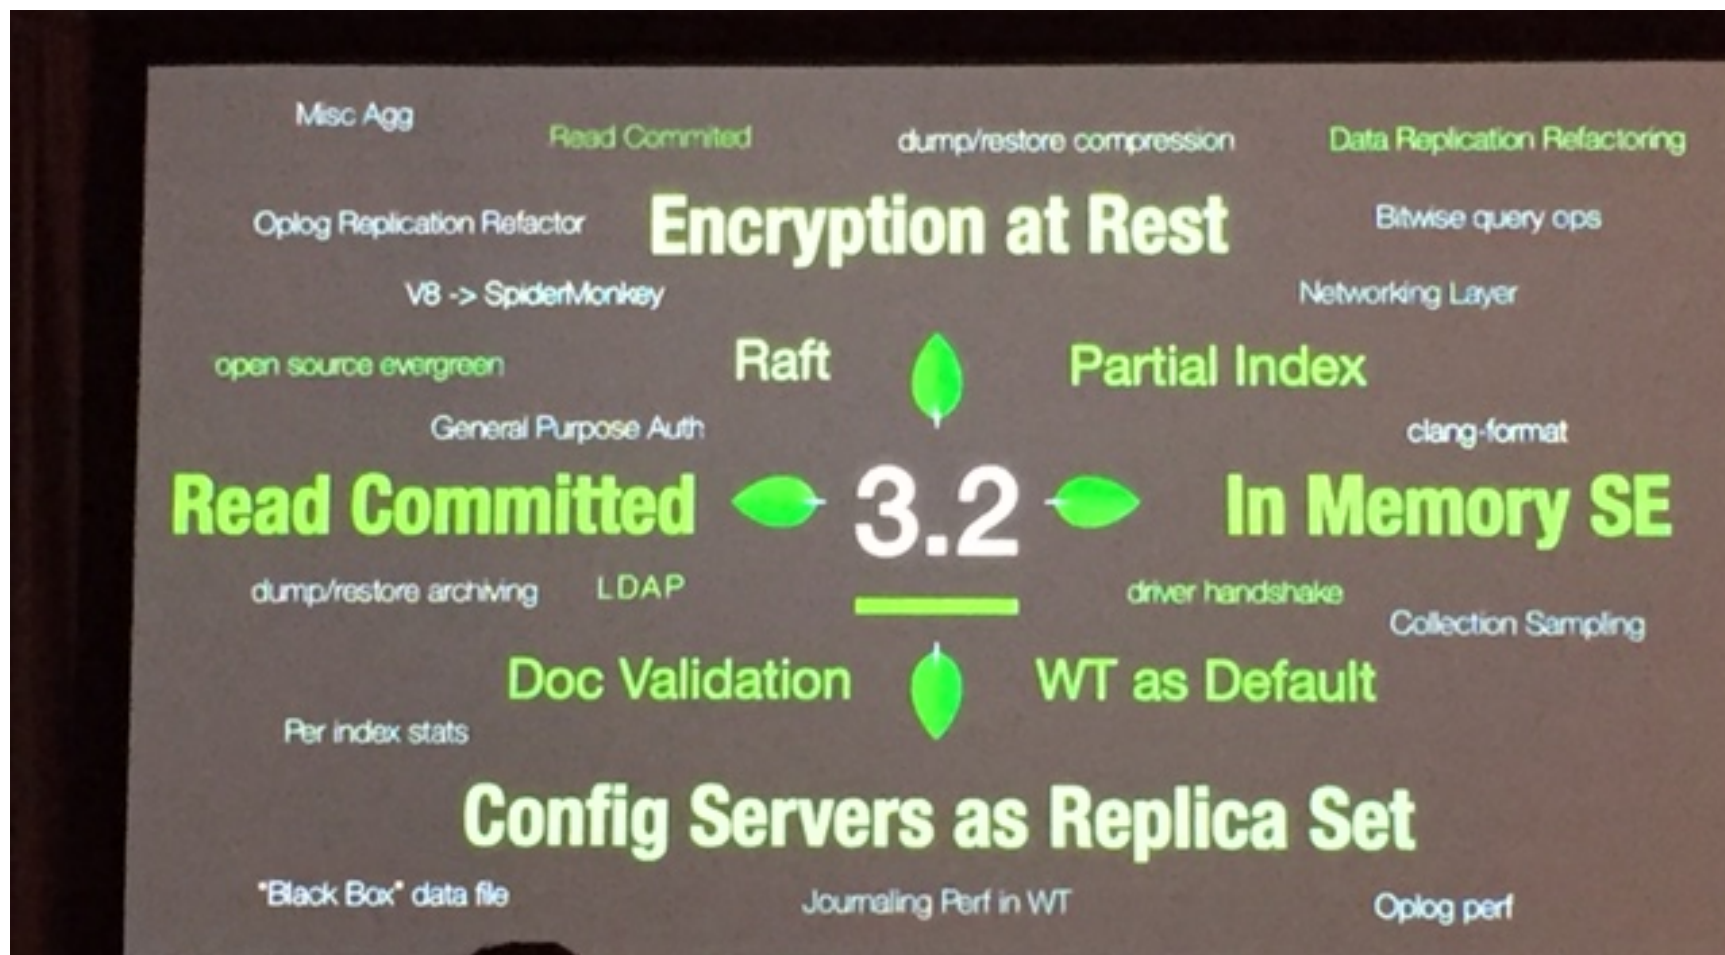 Misc Agg
Read Commited
dump/restore compression
Data Replication Refactoring
Oplog Replication Refactor
Encryption at Rest
Bitwise query ops
V8 -> SpiderMonkey
Networking Layer
open source evergreen
Raft
Partial Index
General Purpose Auth
clang-format
Read Committed
3.2
In Memory SE
dump/restore archiving
LDAP
driver handshake
Collection Sampling
Doc Validation
WT as Default
Per index stats
Config Servers as Replica Set
"Black Box" data file
Journaling Perf in WT
Oplog perf